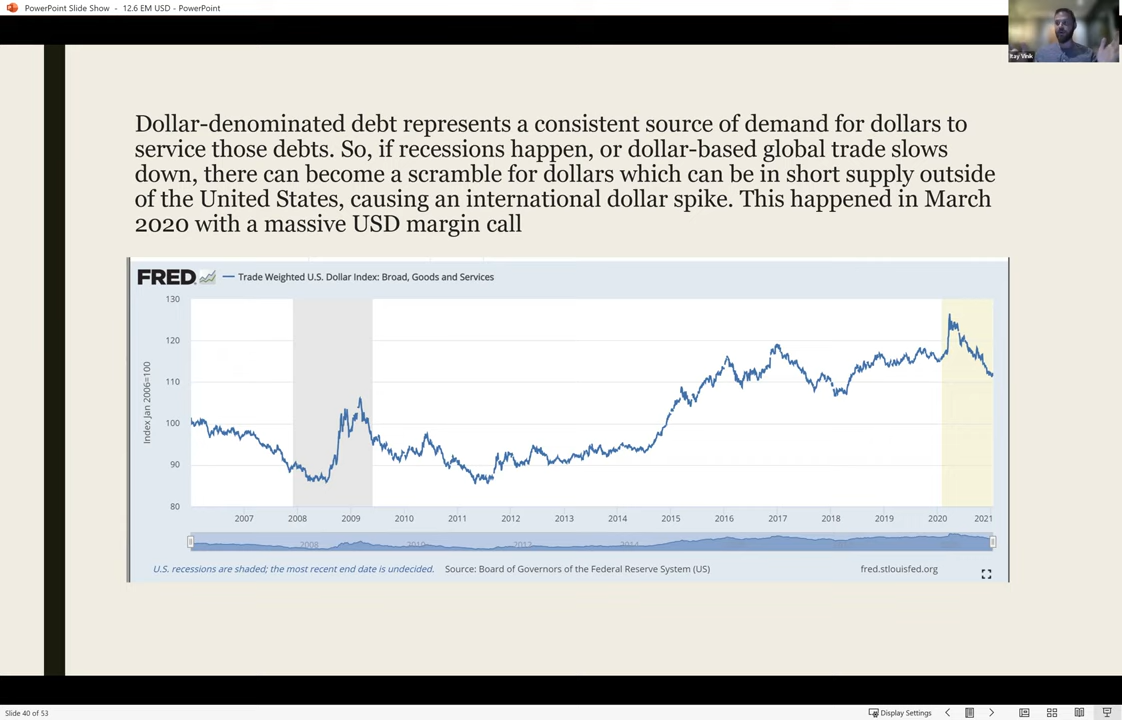 PowerPoint Slide Show - 12.6 EM USD - PowerPoint
Itay Vinik
Dollar-denominated debt represents a consistent source of demand for dollars to
service those debts. So, if recessions happen, or dollar-based global trade slows
down, there can become a scramble for dollars which can be in short supply outside
of the United States, causing an international dollar spike. This happened in March
2020 with a massive USD margin call
FRED
Trade Weighted U.S. Dollar Index: Broad, Goods and Services
Index Jan 2006=100
130
120
110
100
90
80
2007 2008 2009 2010 2011 2012 2013 2014 2015 2016 2017 2018 2019 2020 2021
2008 2010 2012 2014
U.S. recessions are shaded; the most recent end date is undecided. Source: Board of Governors of the Federal Reserve System (US) fred.stlouisfed.org
Slide 40 of 53
Display Settings